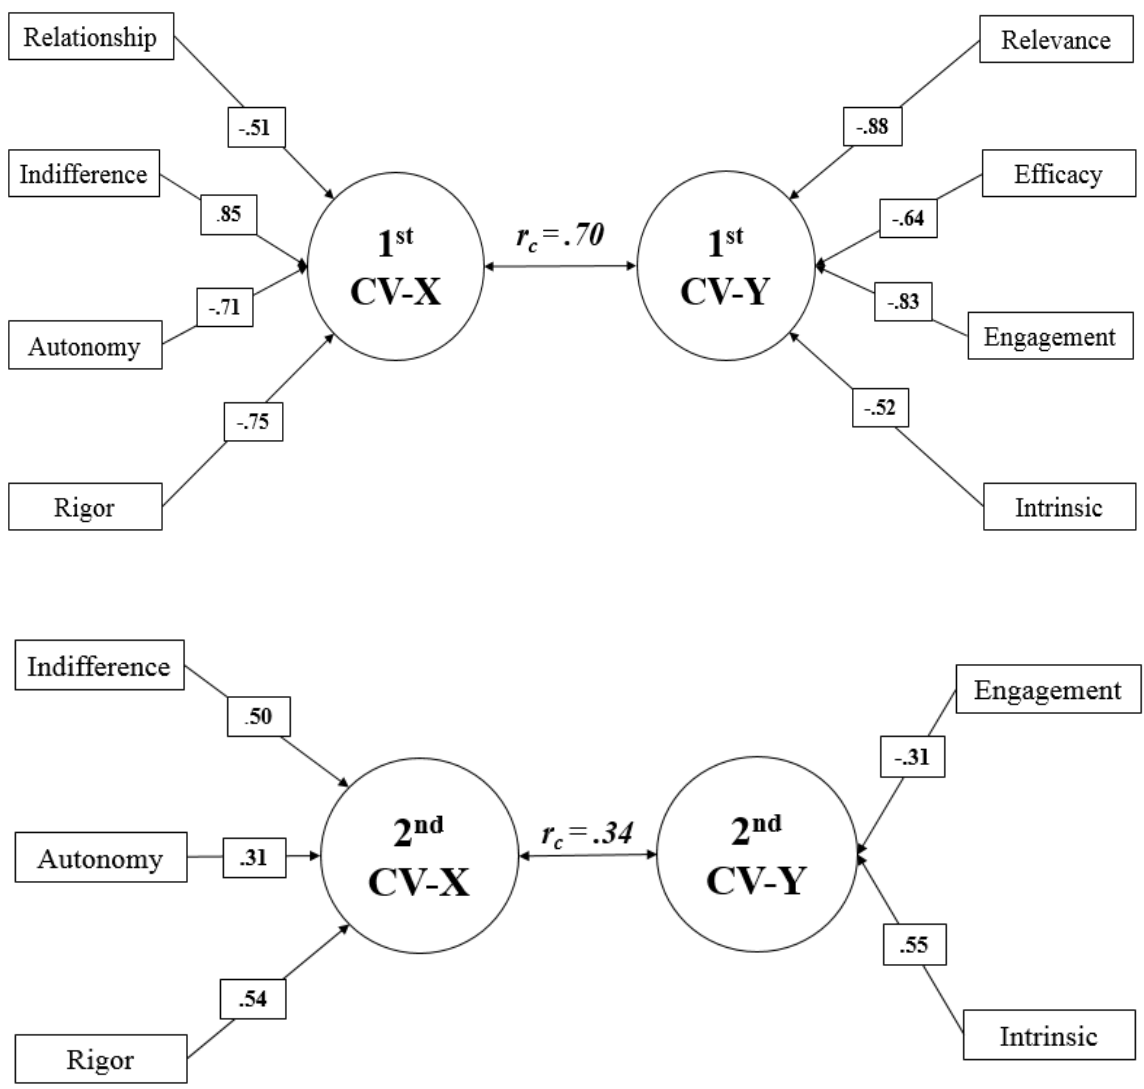 Relationship
-.51
Indifference
.85
Autonomy
-.71
Rigor
-.75
1st
CV-X
rc = .70
1st
CV-Y
Relevance
-.88
Efficacy
-.64
Engagement
-.83
Intrinsic
-.52
Indifference
.50
Autonomy
.31
Rigor
.54
2nd
CV-X
rc = .34
2nd
CV-Y
Engagement
-.31
Intrinsic
.55